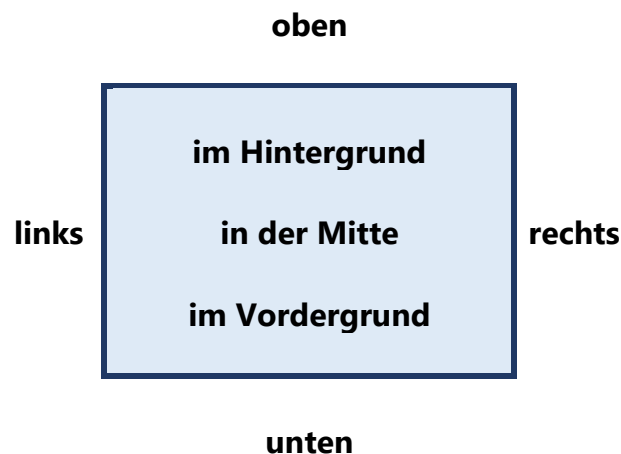 oben
im Hintergrund
links in der Mitte rechts
im Vordergrund
unten